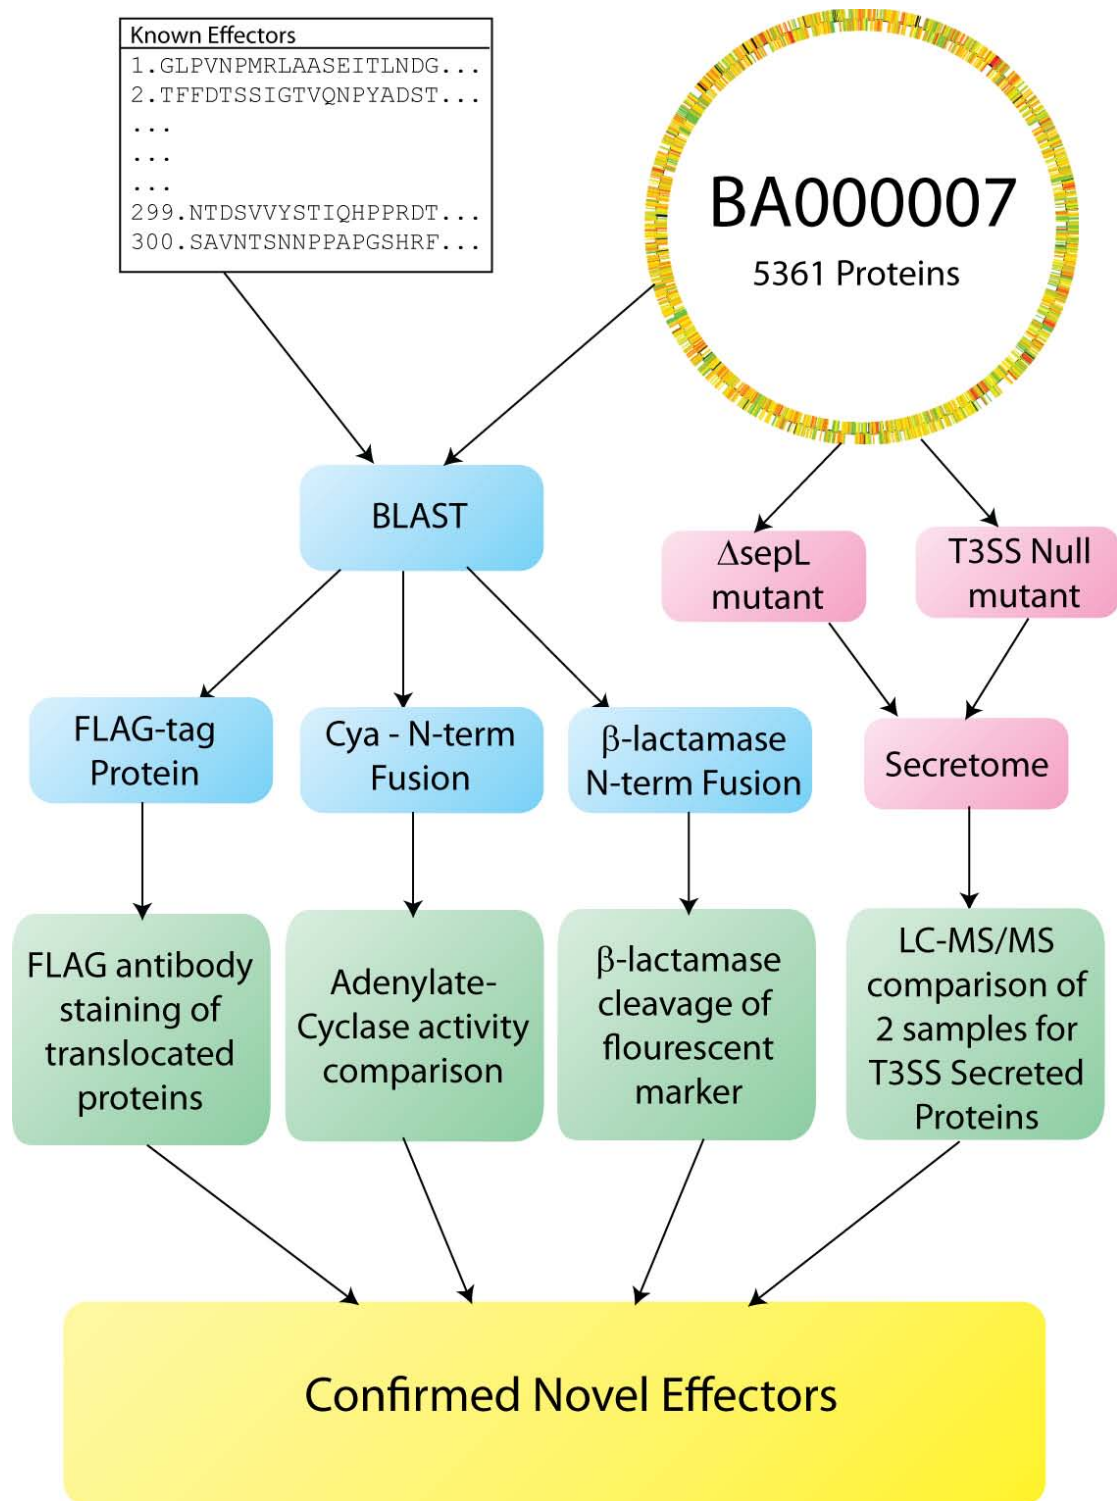 Known Effectors
1.GLPVNPMRLAASEITLNDG...
2.TFFDTSSIGTVQNPYADST...
...
...
...
299.NTDSVVYSTIQHPPRDT...
300.SAVNTSNNPPAPGSHRF...
BA000007
5361 Proteins
BLAST
ΔsepL
mutant
T3SS Null
mutant
FLAG-tag
Protein
Cya - N-term
Fusion
β-lactamase
N-term Fusion
Secretome
FLAG antibody
staining of
translocated
proteins
Adenylate-
Cyclase activity
comparison
β-lactamase
cleavage of
flourescent
marker
LC-MS/MS
comparison of
2 samples for
T3SS Secreted
Proteins
Confirmed Novel Effectors